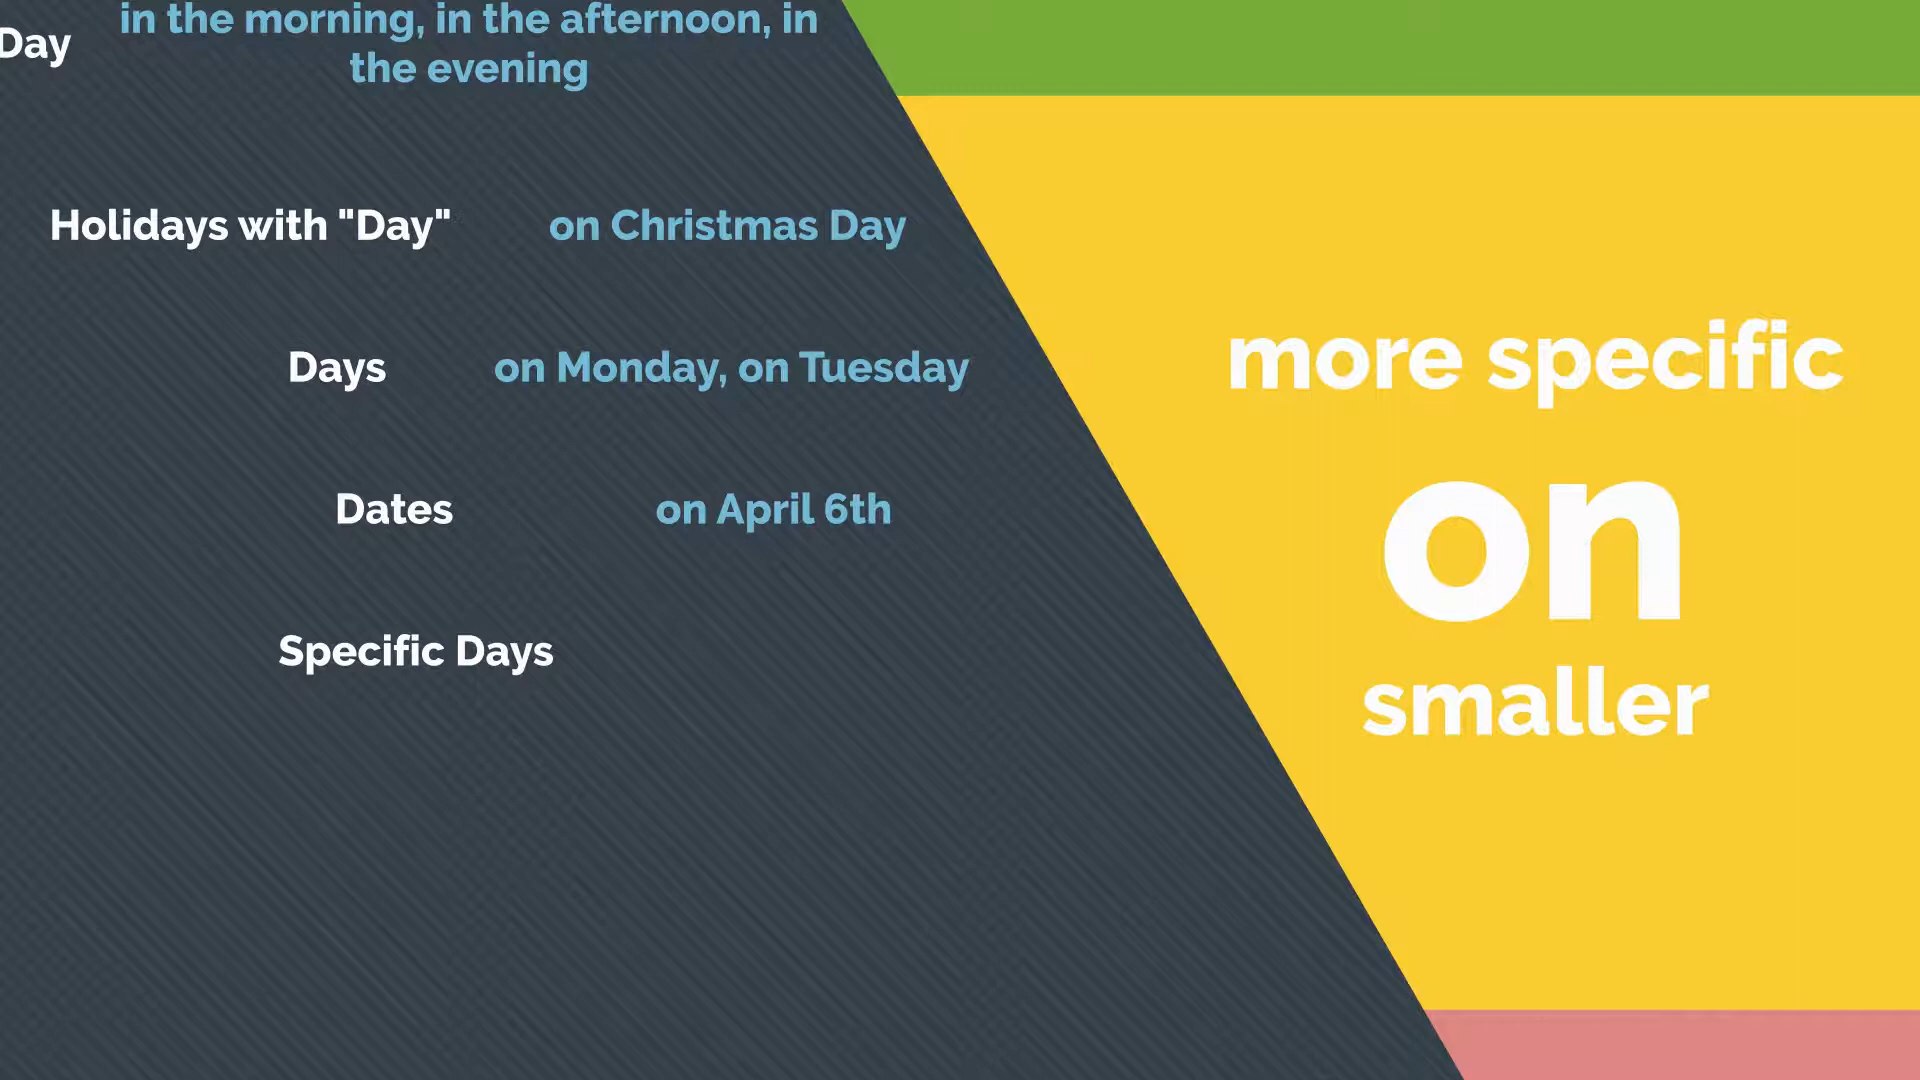 Day
in the morning, in the afternoon, in
the evening
Holidays with "Day"
on Christmas Day
Days
on Monday, on Tuesday
Dates
on April 6th
Specific Days
more specific
on
smaller